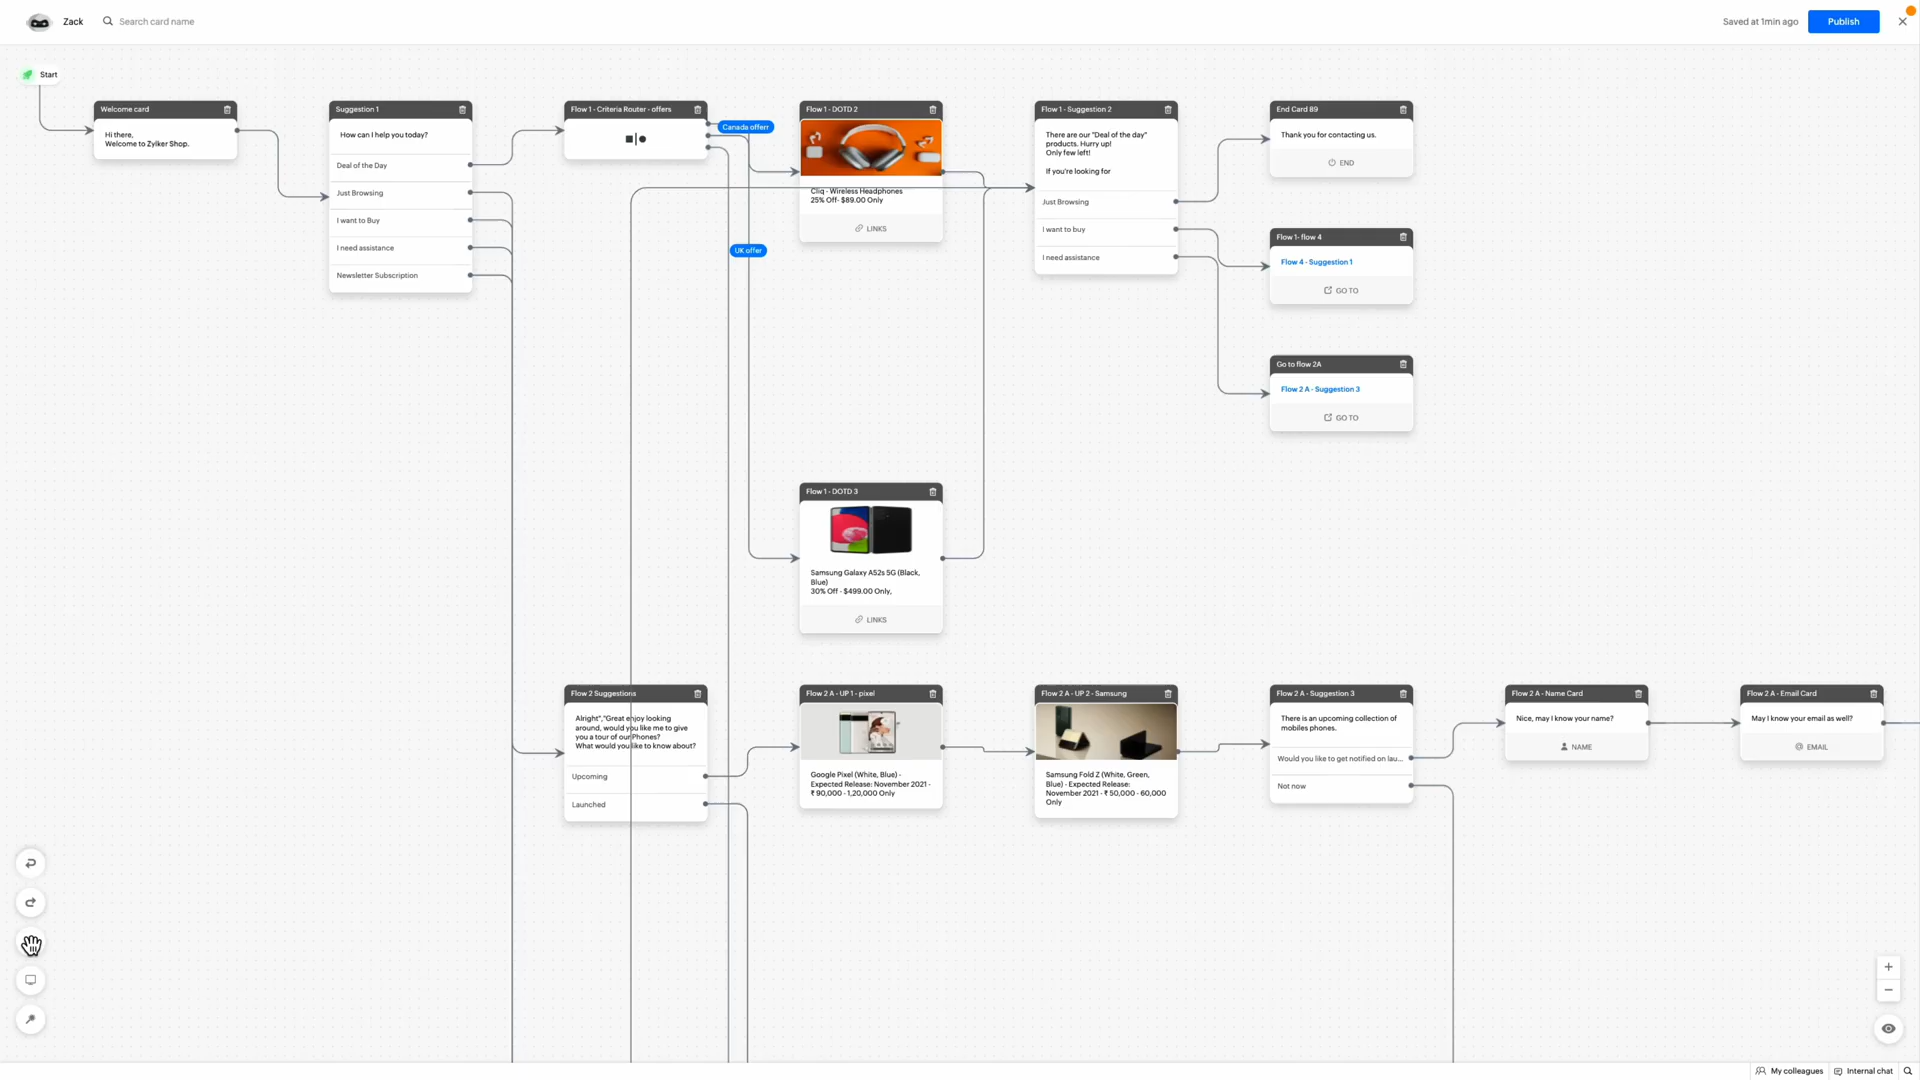 Zack
Search card name
Saved at 1min ago
Publish
Start
Welcome card
Hi there,
Welcome to Zylker Shop.
Suggestion 1
How can I help you today?
Deal of the Day
Just Browsing
I want to Buy
I need assistance
Newsletter Subscription
Flow 1 - Criteria Router - offers
Canada offerr
UK offer
Flow 1 - DOTD 2
Cliq - Wireless Headphones
25% Off- $89.00 Only
LINKS
Flow 1 - Suggestion 2
There are our "Deal of the day"
products. Hurry up!
Only few left!
If you're looking for
Just Browsing
I want to buy
I need assistance
End Card 89
Thank you for contacting us.
END
Flow 1- flow 4
Flow 4 - Suggestion 1
GO TO
Go to flow 2A
Flow 2 A - Suggestion 3
GO TO
Flow 1 - DOTD 3
Samsung Galaxy A52s 5G (Black,
Blue)
30% Off - $499.00 Only,
LINKS
Flow 2 Suggestions
Alright","Great enjoy looking
around, would you like me to give
you a tour of our Phones?
What would you like to know about?
Upcoming
Launched
Flow 2 A - UP 1 - pixel
Google Pixel (White, Blue) -
Expected Release: November 2021 -
₹ 90,000 - 1,20,000 Only
Flow 2 A - UP 2 - Samsung
Samsung Fold Z (White, Green,
Blue) - Expected Release:
November 2021 - ₹ 50,000 - 60,000
Only
Flow 2 A - Suggestion 3
There is an upcoming collection of
mobiles phones.
Would you like to get notified on lau...
Not now
Flow 2 A - Name Card
Nice, may I know your name?
NAME
Flow 2 A - Email Card
May I know your email as well?
EMAIL
My colleagues
Internal chat